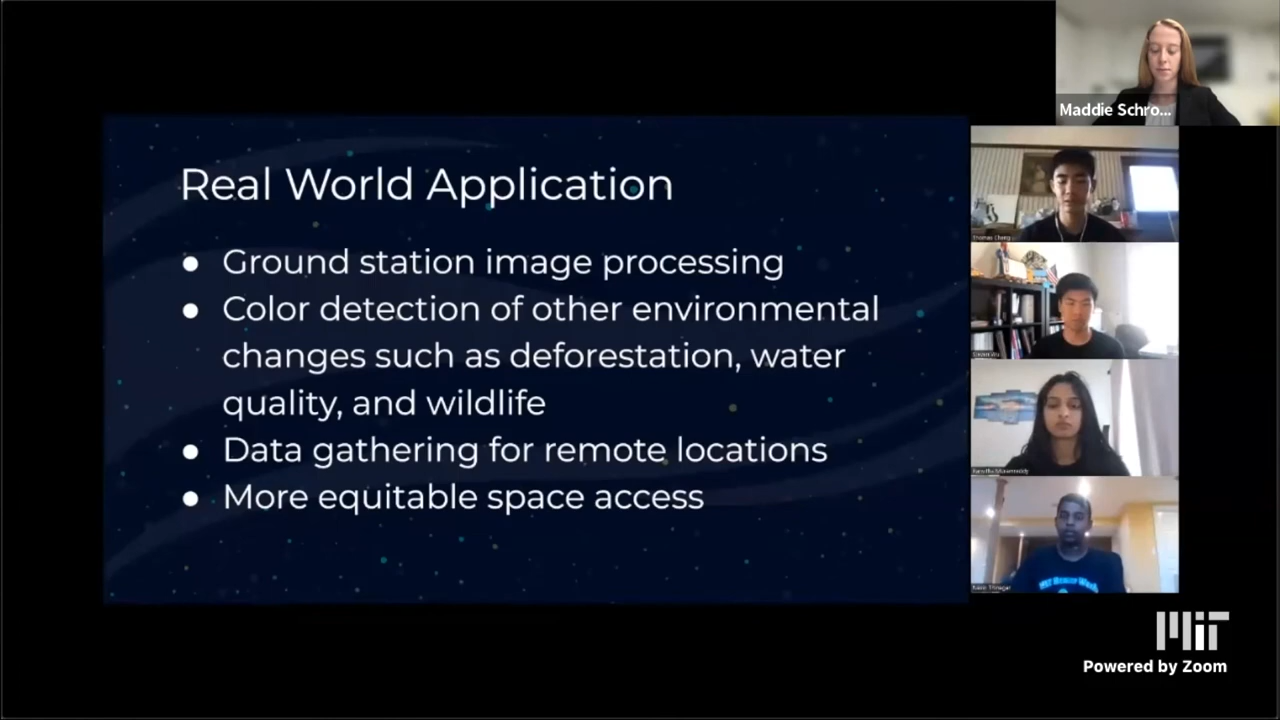 Maddie Schro...
Real World Application
● Ground station image processing
● Color detection of other environmental
changes such as deforestation, water
quality, and wildlife
● Data gathering for remote locations
● More equitable space access
MIT
Powered by Zoom